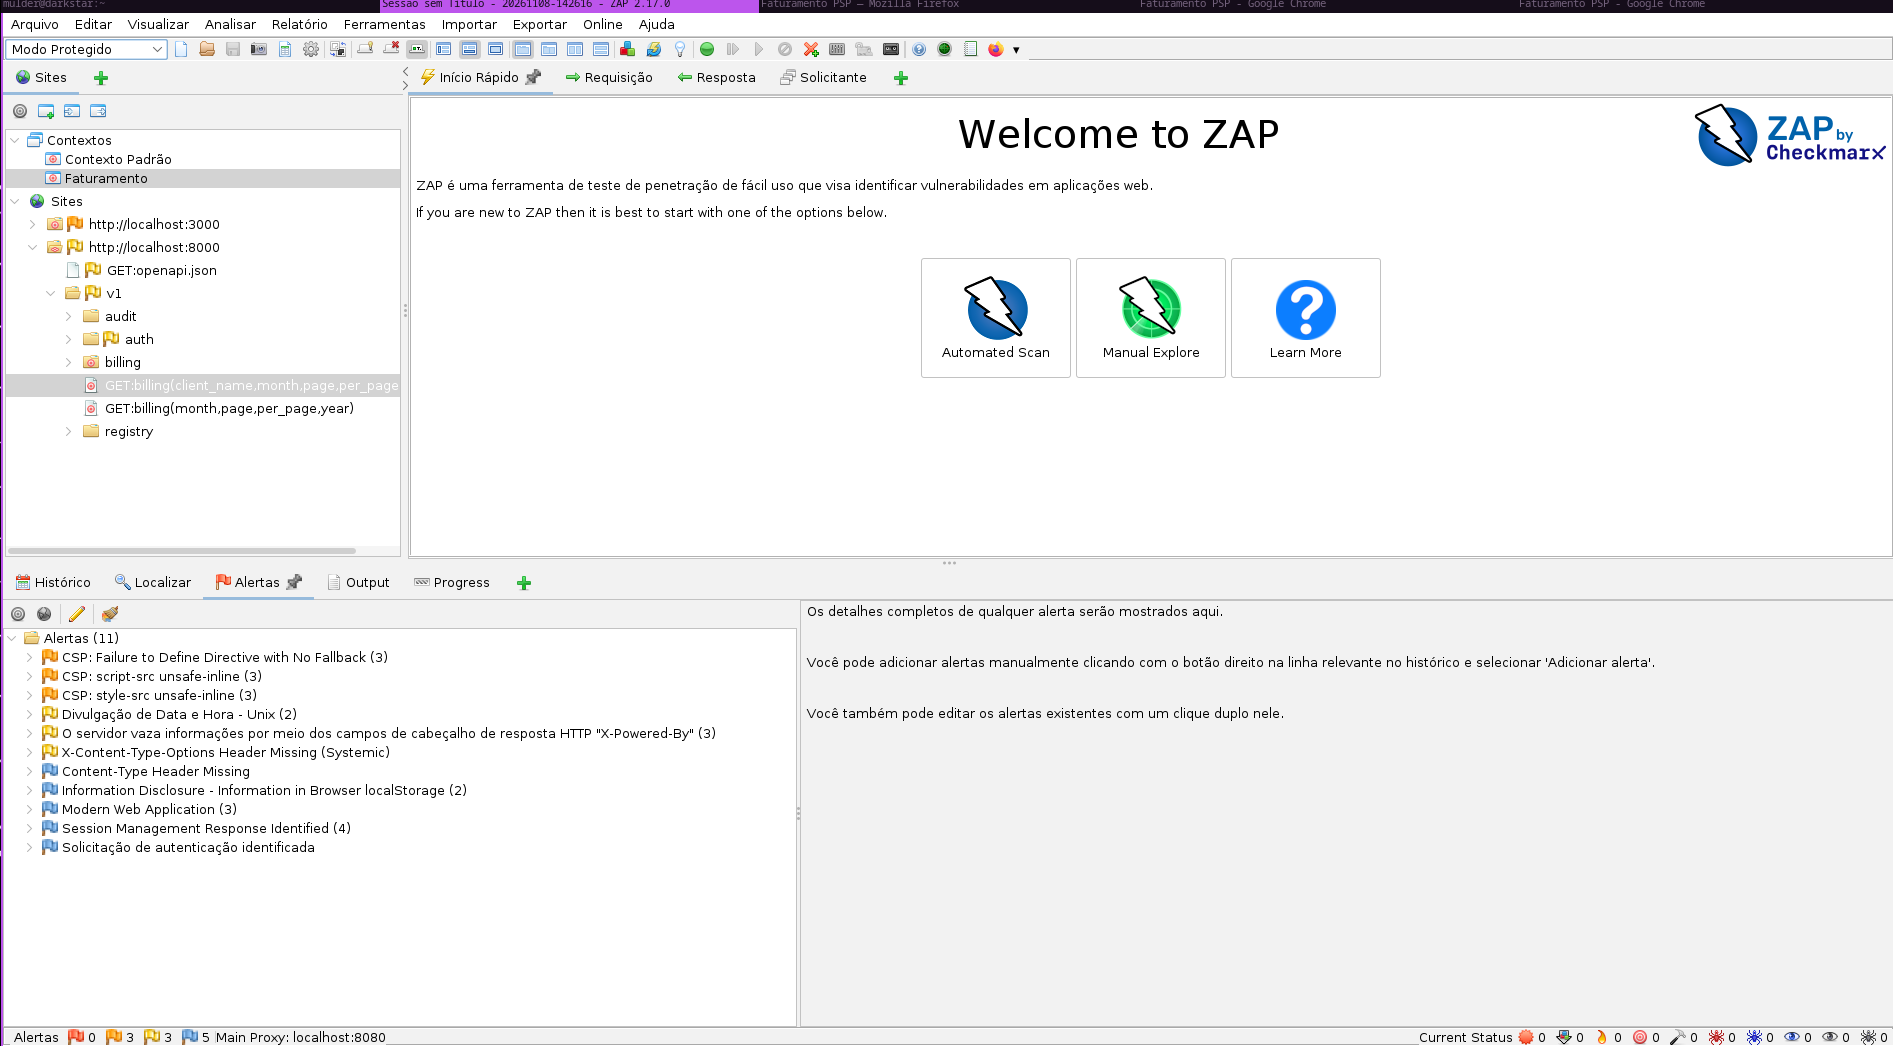 mulder@darkstar:~
Sessão sem Título - 20261108-142616 - ZAP 2.17.0
Faturamento PSP — Mozilla Firefox
Faturamento PSP - Google Chrome
Faturamento PSP - Google Chrome
Arquivo Editar Visualizar Analisar Relatório Ferramentas Importar Exportar Online Ajuda
Modo Protegido
Sites
Início Rápido Requisição Resposta Solicitante
Contextos
Contexto Padrão
Faturamento
Sites
http://localhost:3000
http://localhost:8000
GET:openapi.json
v1
audit
auth
billing
GET:billing(client_name,month,page,per_page
GET:billing(month,page,per_page,year)
registry
Welcome to ZAP
ZAP by
Checkmarx
ZAP é uma ferramenta de teste de penetração de fácil uso que visa identificar vulnerabilidades em aplicações web.
If you are new to ZAP then it is best to start with one of the options below.
Automated Scan
Manual Explore
Learn More
Histórico Localizar Alertas Output Progress
Alertas (11)
CSP: Failure to Define Directive with No Fallback (3)
CSP: script-src unsafe-inline (3)
CSP: style-src unsafe-inline (3)
Divulgação de Data e Hora - Unix (2)
O servidor vaza informações por meio dos campos de cabeçalho de resposta HTTP "X-Powered-By" (3)
X-Content-Type-Options Header Missing (Systemic)
Content-Type Header Missing
Information Disclosure - Information in Browser localStorage (2)
Modern Web Application (3)
Session Management Response Identified (4)
Solicitação de autenticação identificada
Os detalhes completos de qualquer alerta serão mostrados aqui.
Você pode adicionar alertas manualmente clicando com o botão direito na linha relevante no histórico e selecionar 'Adicionar alerta'.
Você também pode editar os alertas existentes com um clique duplo nele.
Alertas 0 3 3 5 Main Proxy: localhost:8080
Current Status 0 0 0 0 0 0 0 0 0 0